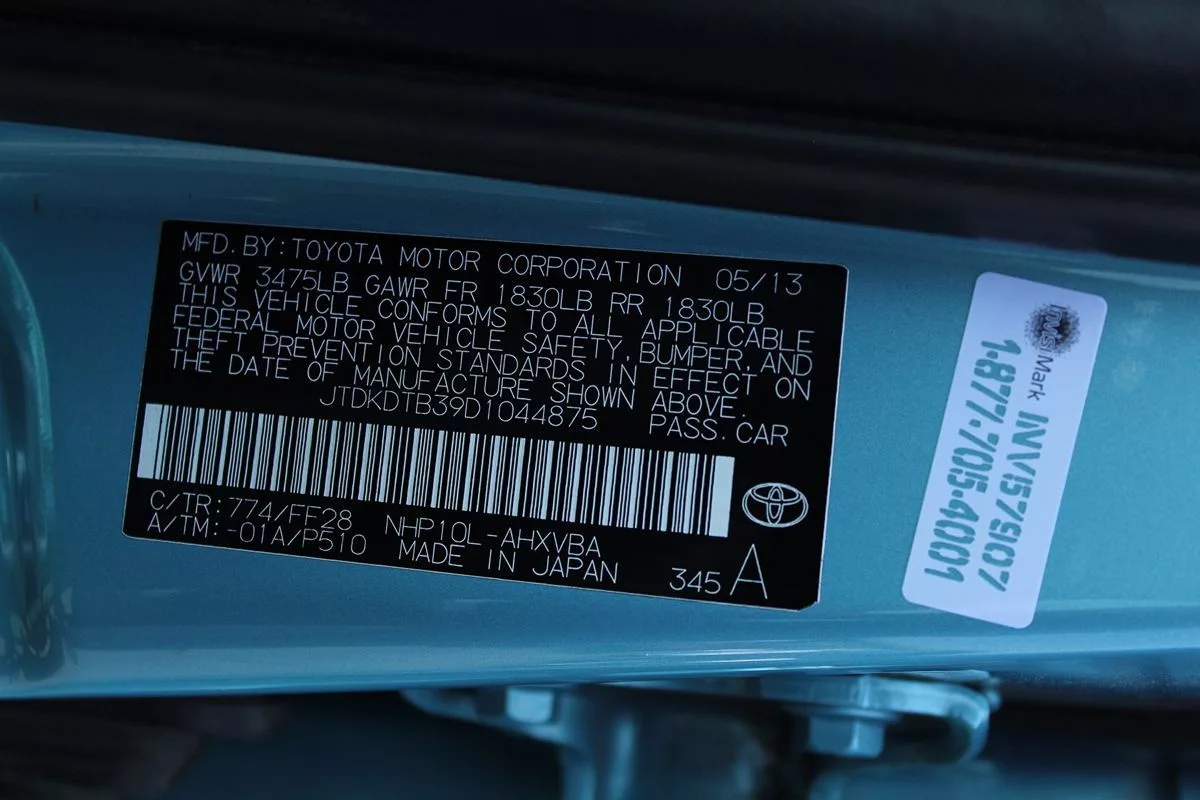 MFD. BY: TOYOTA MOTOR CORPORATION 05/13
GVWR 3475LB GAWR FR 1830LB RR 1830LB
THIS VEHICLE CONFORMS TO ALL APPLICABLE
FEDERAL MOTOR VEHICLE SAFETY, BUMPER, AND
THEFT PREVENTION STANDARDS IN EFFECT ON
THE DATE OF MANUFACTURE SHOWN ABOVE.
JTDKDTB39D1044875 PASS. CAR
C/TR: 774/FF28 NHP10L-AHXVBA
A/TM: -01A/P510 MADE IN JAPAN
345 A
InVisiMark INV157907
1-877-705-4001